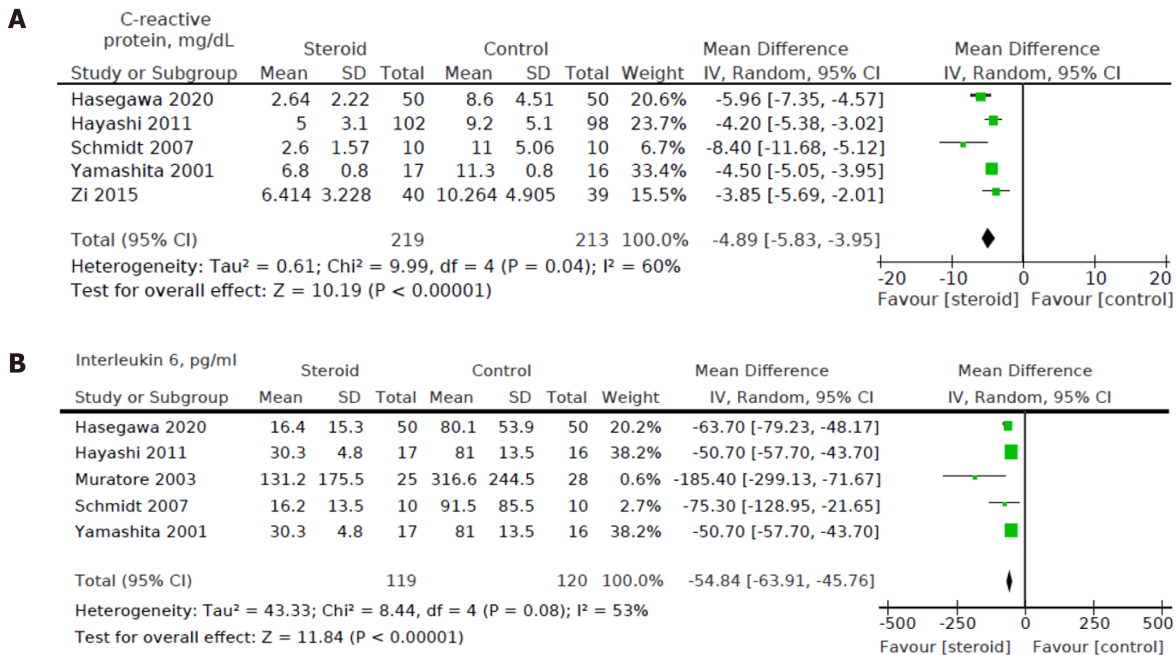 A
C-reactive
protein, mg/dL
Steroid Control Mean Difference Mean Difference
Study or Subgroup Mean SD Total Mean SD Total Weight IV, Random, 95% CI IV, Random, 95% CI
Hasegawa 2020 2.64 2.22 50 8.6 4.51 50 20.6% -5.96 [-7.35, -4.57]
Hayashi 2011 5 3.1 102 9.2 5.1 98 23.7% -4.20 [-5.38, -3.02]
Schmidt 2007 2.6 1.57 10 11 5.06 10 6.7% -8.40 [-11.68, -5.12]
Yamashita 2001 6.8 0.8 17 11.3 0.8 16 33.4% -4.50 [-5.05, -3.95]
Zi 2015 6.414 3.228 40 10.264 4.905 39 15.5% -3.85 [-5.69, -2.01]
Total (95% CI) 219 213 100.0% -4.89 [-5.83, -3.95]
Heterogeneity: Tau² = 0.61; Chi² = 9.99, df = 4 (P = 0.04); I² = 60%
Test for overall effect: Z = 10.19 (P < 0.00001)
-20 -10 0 10 20
Favour [steroid] Favour [control]
B
Interleukin 6, pg/ml
Steroid Control Mean Difference Mean Difference
Study or Subgroup Mean SD Total Mean SD Total Weight IV, Random, 95% CI IV, Random, 95% CI
Hasegawa 2020 16.4 15.3 50 80.1 53.9 50 20.2% -63.70 [-79.23, -48.17]
Hayashi 2011 30.3 4.8 17 81 13.5 16 38.2% -50.70 [-57.70, -43.70]
Muratore 2003 131.2 175.5 25 316.6 244.5 28 0.6% -185.40 [-299.13, -71.67]
Schmidt 2007 16.2 13.5 10 91.5 85.5 10 2.7% -75.30 [-128.95, -21.65]
Yamashita 2001 30.3 4.8 17 81 13.5 16 38.2% -50.70 [-57.70, -43.70]
Total (95% CI) 119 120 100.0% -54.84 [-63.91, -45.76]
Heterogeneity: Tau² = 43.33; Chi² = 8.44, df = 4 (P = 0.08); I² = 53%
Test for overall effect: Z = 11.84 (P < 0.00001)
-500 -250 0 250 500
Favour [steroid] Favour [control]